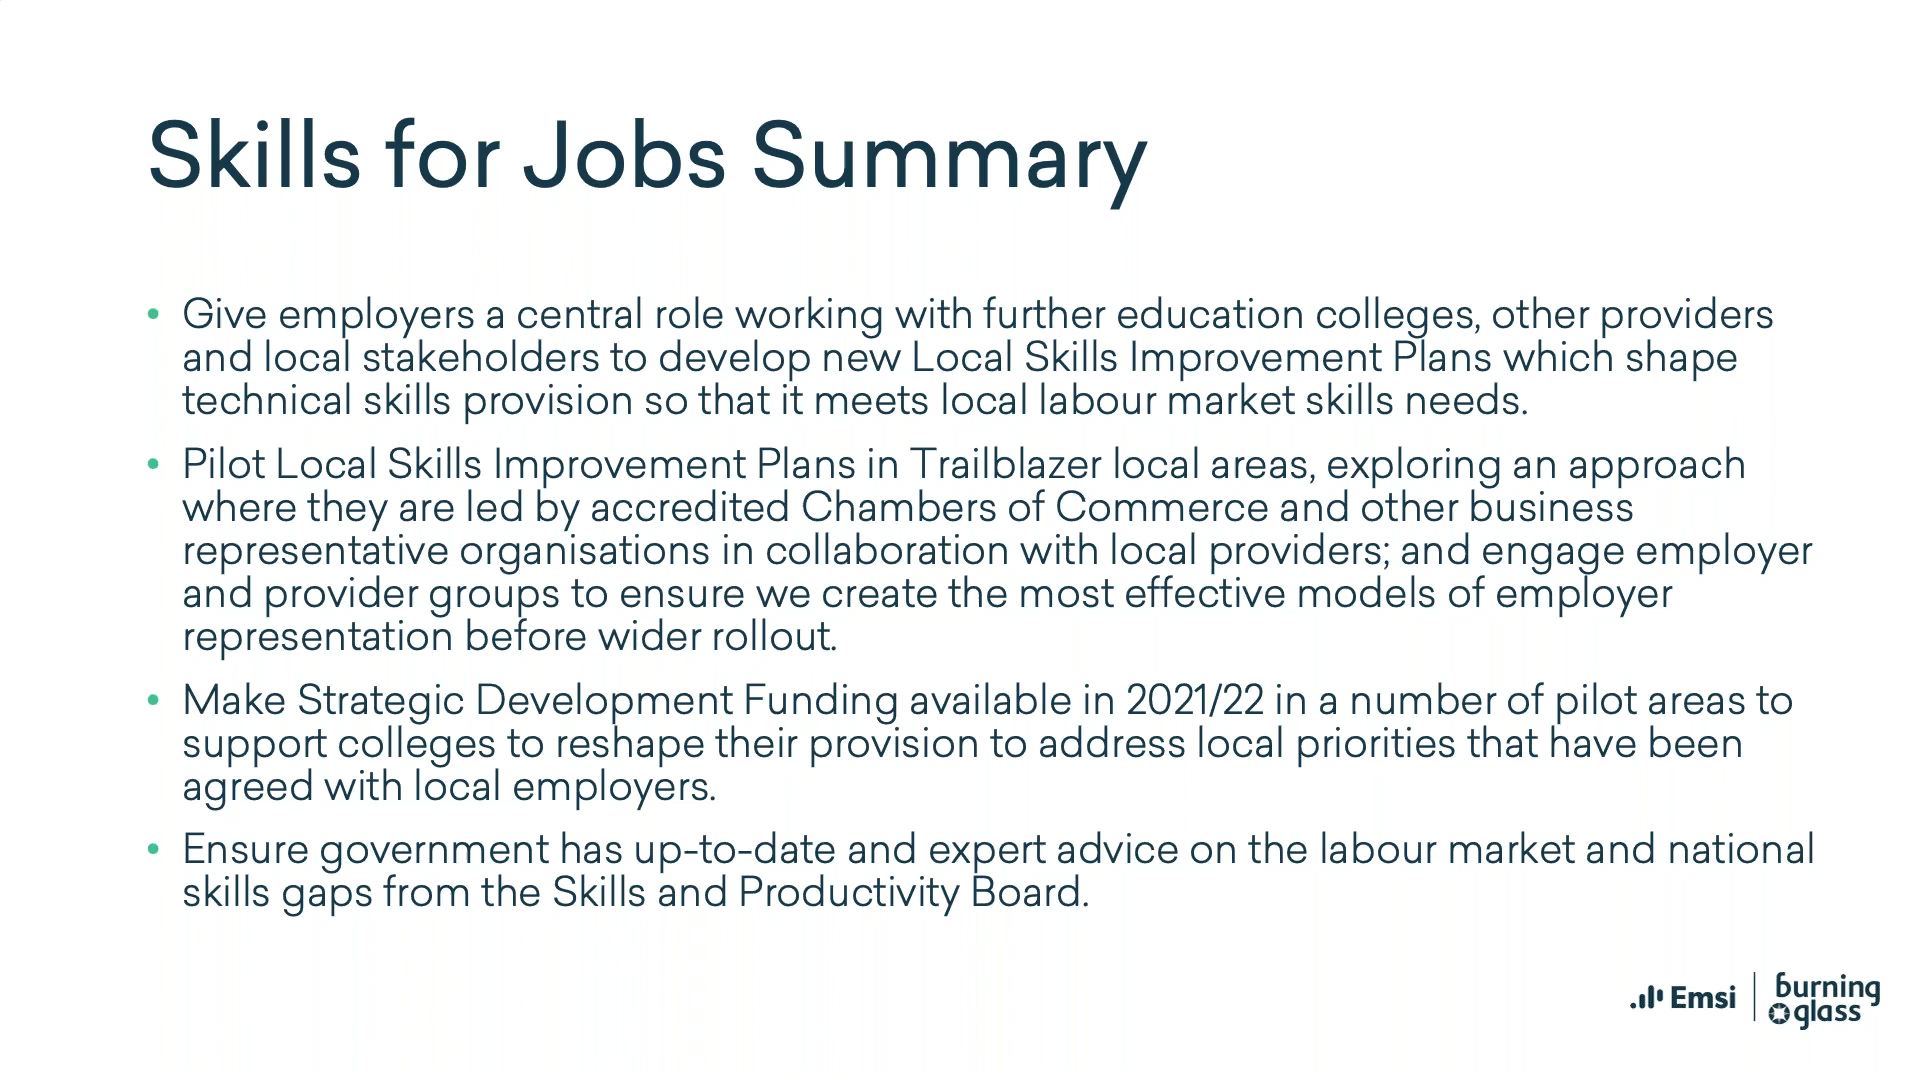 Skills for Jobs Summary
• Give employers a central role working with further education colleges, other providers
and local stakeholders to develop new Local Skills Improvement Plans which shape
technical skills provision so that it meets local labour market skills needs.
• Pilot Local Skills Improvement Plans in Trailblazer local areas, exploring an approach
where they are led by accredited Chambers of Commerce and other business
representative organisations in collaboration with local providers; and engage employer
and provider groups to ensure we create the most effective models of employer
representation before wider rollout.
• Make Strategic Development Funding available in 2021/22 in a number of pilot areas to
support colleges to reshape their provision to address local priorities that have been
agreed with local employers.
• Ensure government has up-to-date and expert advice on the labour market and national
skills gaps from the Skills and Productivity Board.
Emsi
burning
glass